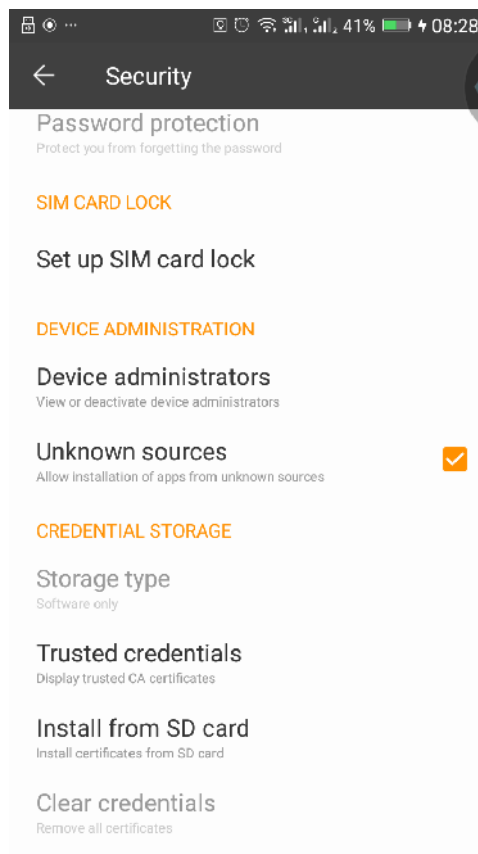 41% 08:28
Security
Password protection
Protect you from forgetting the password
SIM CARD LOCK
Set up SIM card lock
DEVICE ADMINISTRATION
Device administrators
View or deactivate device administrators
Unknown sources
Allow installation of apps from unknown sources
CREDENTIAL STORAGE
Storage type
Software only
Trusted credentials
Display trusted CA certificates
Install from SD card
Install certificates from SD card
Clear credentials
Remove all certificates